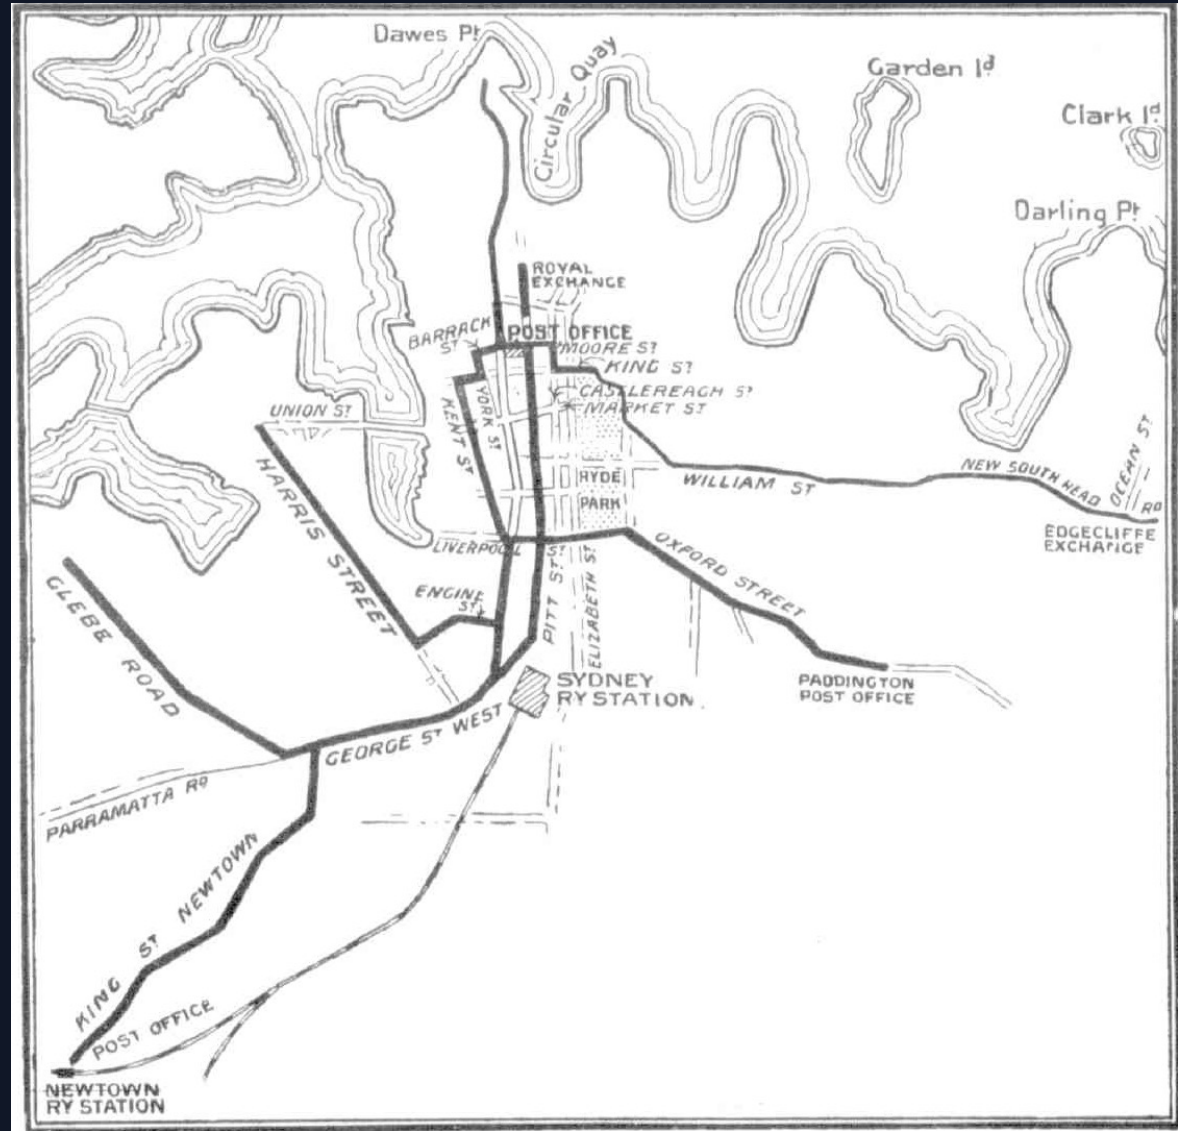 Dawes Pt
Circular Quay
Garden Id
Clark Id
Darling Pt
ROYAL
EXCHANGE
BARRACK
ST
POST OFFICE
MOORE ST
KING ST
CASTLEREAGH ST
MARKET ST
UNION ST
KENT ST
YORK ST
HARRIS STREET
HYDE
PARK
WILLIAM ST
NEW SOUTH HEAD
RD
OCEAN ST
EDGECLIFFE
EXCHANGE
LIVERPOOL
ST
PITT ST
ELIZABETH ST
OXFORD STREET
ENGINE
ST
GLEBE ROAD
SYDNEY
RY STATION
PADDINGTON
POST OFFICE
GEORGE ST WEST
PARRAMATTA RD
KING ST NEWTOWN
POST OFFICE
NEWTOWN
RY STATION